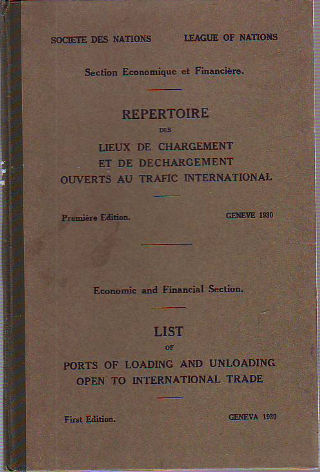 SOCIETE DES NATIONS LEAGUE OF NATIONS
Section Economique et Financière.
REPERTOIRE
DES
LIEUX DE CHARGEMENT
ET DE DECHARGEMENT
OUVERTS AU TRAFIC INTERNATIONAL
Première Edition. GENEVE 1930
Economic and Financial Section.
LIST
OF
PORTS OF LOADING AND UNLOADING
OPEN TO INTERNATIONAL TRADE
First Edition. GENEVA 1930